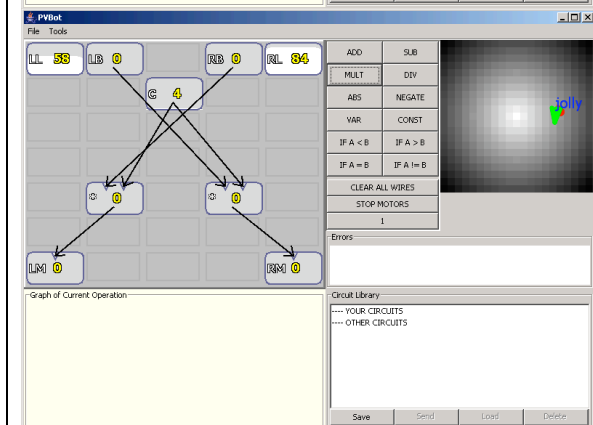 PVBot
File Tools
LL 58 LB 0 RB 0 RL 84
C 4
0 0
LM 0 RM 0
ADD SUB
MULT DIV
ABS NEGATE
VAR CONST
IF A < B IF A > B
IF A = B IF A != B
CLEAR ALL WIRES
STOP MOTORS
1
jolly
Errors
Graph of Current Operation
Circuit Library
---- YOUR CIRCUITS
---- OTHER CIRCUITS
Save Send Load Delete